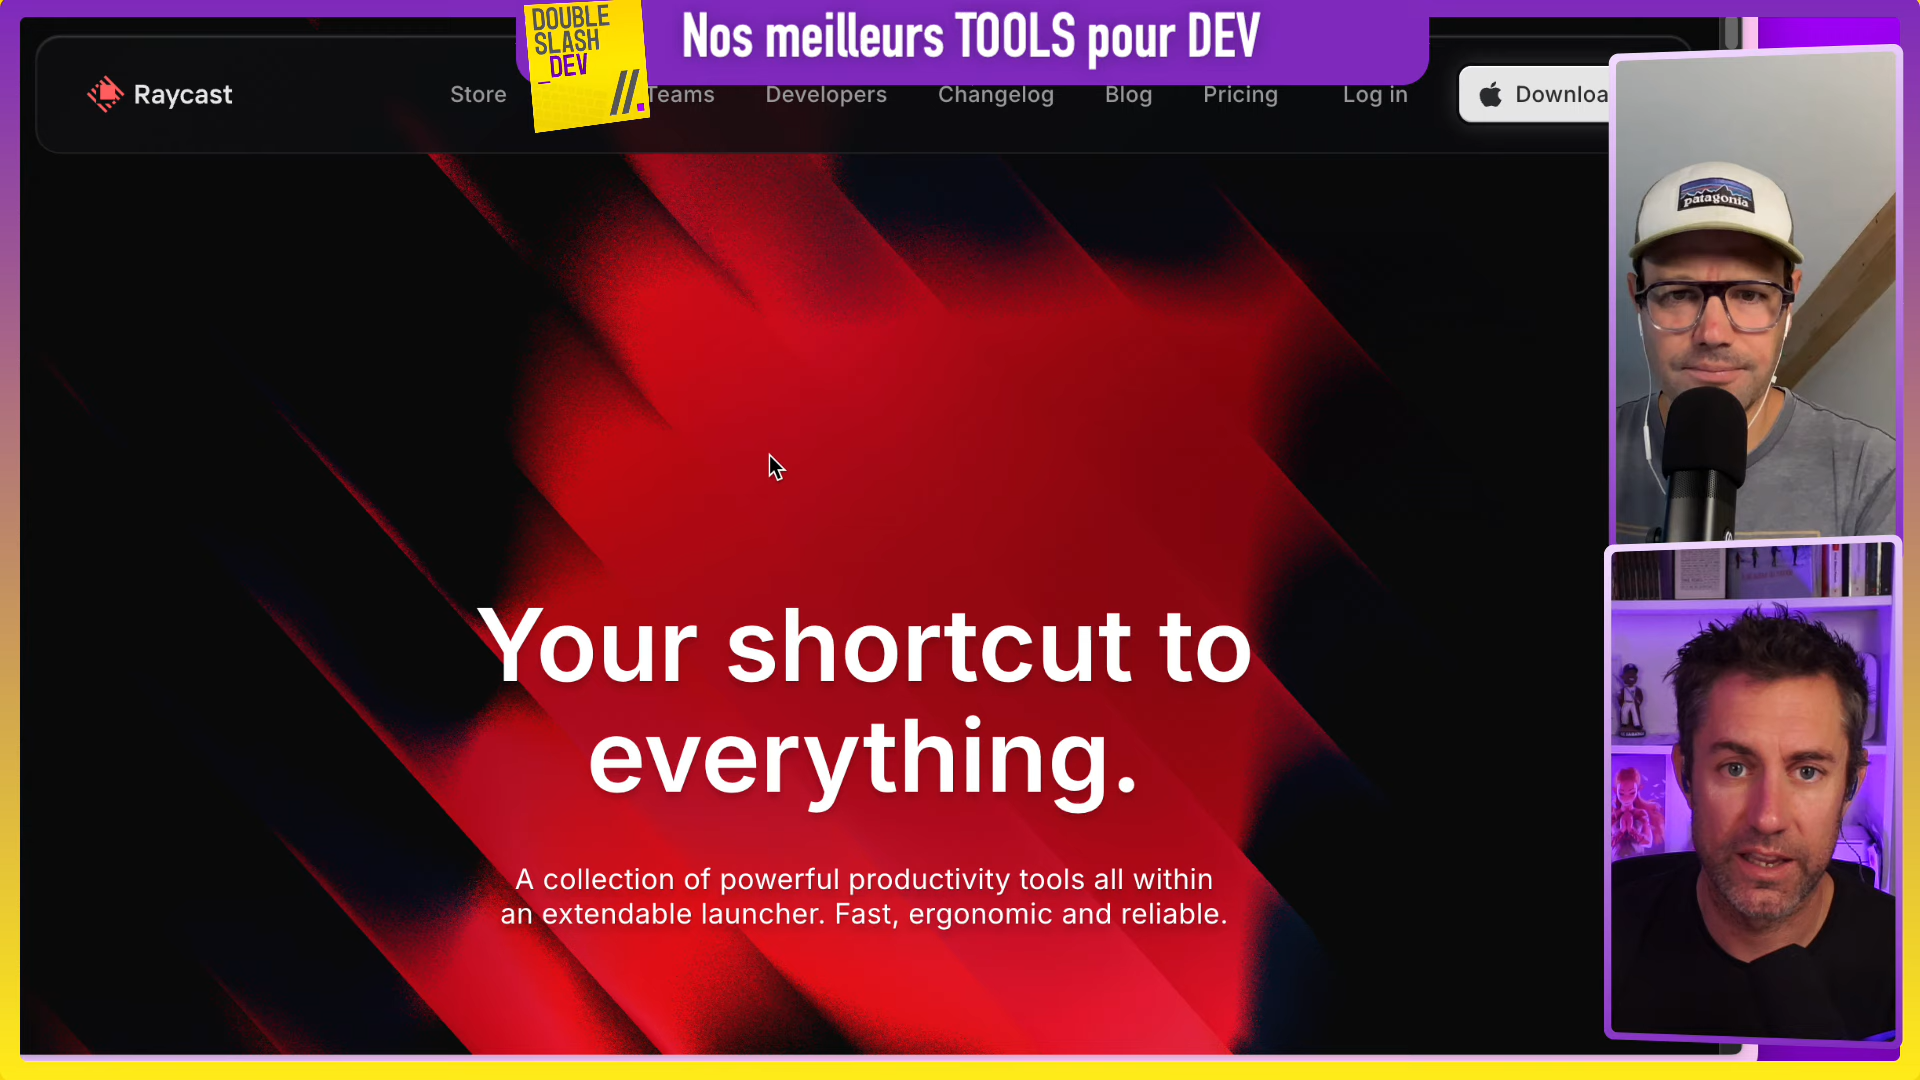 DOUBLE
SLASH
_DEV
//.
Nos meilleurs TOOLS pour DEV
Raycast
Store
Teams
Developers
Changelog
Blog
Pricing
Log in
Downloa
patagonia
Your shortcut to
everything.
A collection of powerful productivity tools all within
an extendable launcher. Fast, ergonomic and reliable.